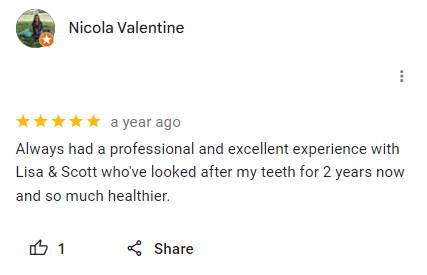 Nicola Valentine
a year ago
Always had a professional and excellent experience with
Lisa & Scott who've looked after my teeth for 2 years now
and so much healthier.
1 Share